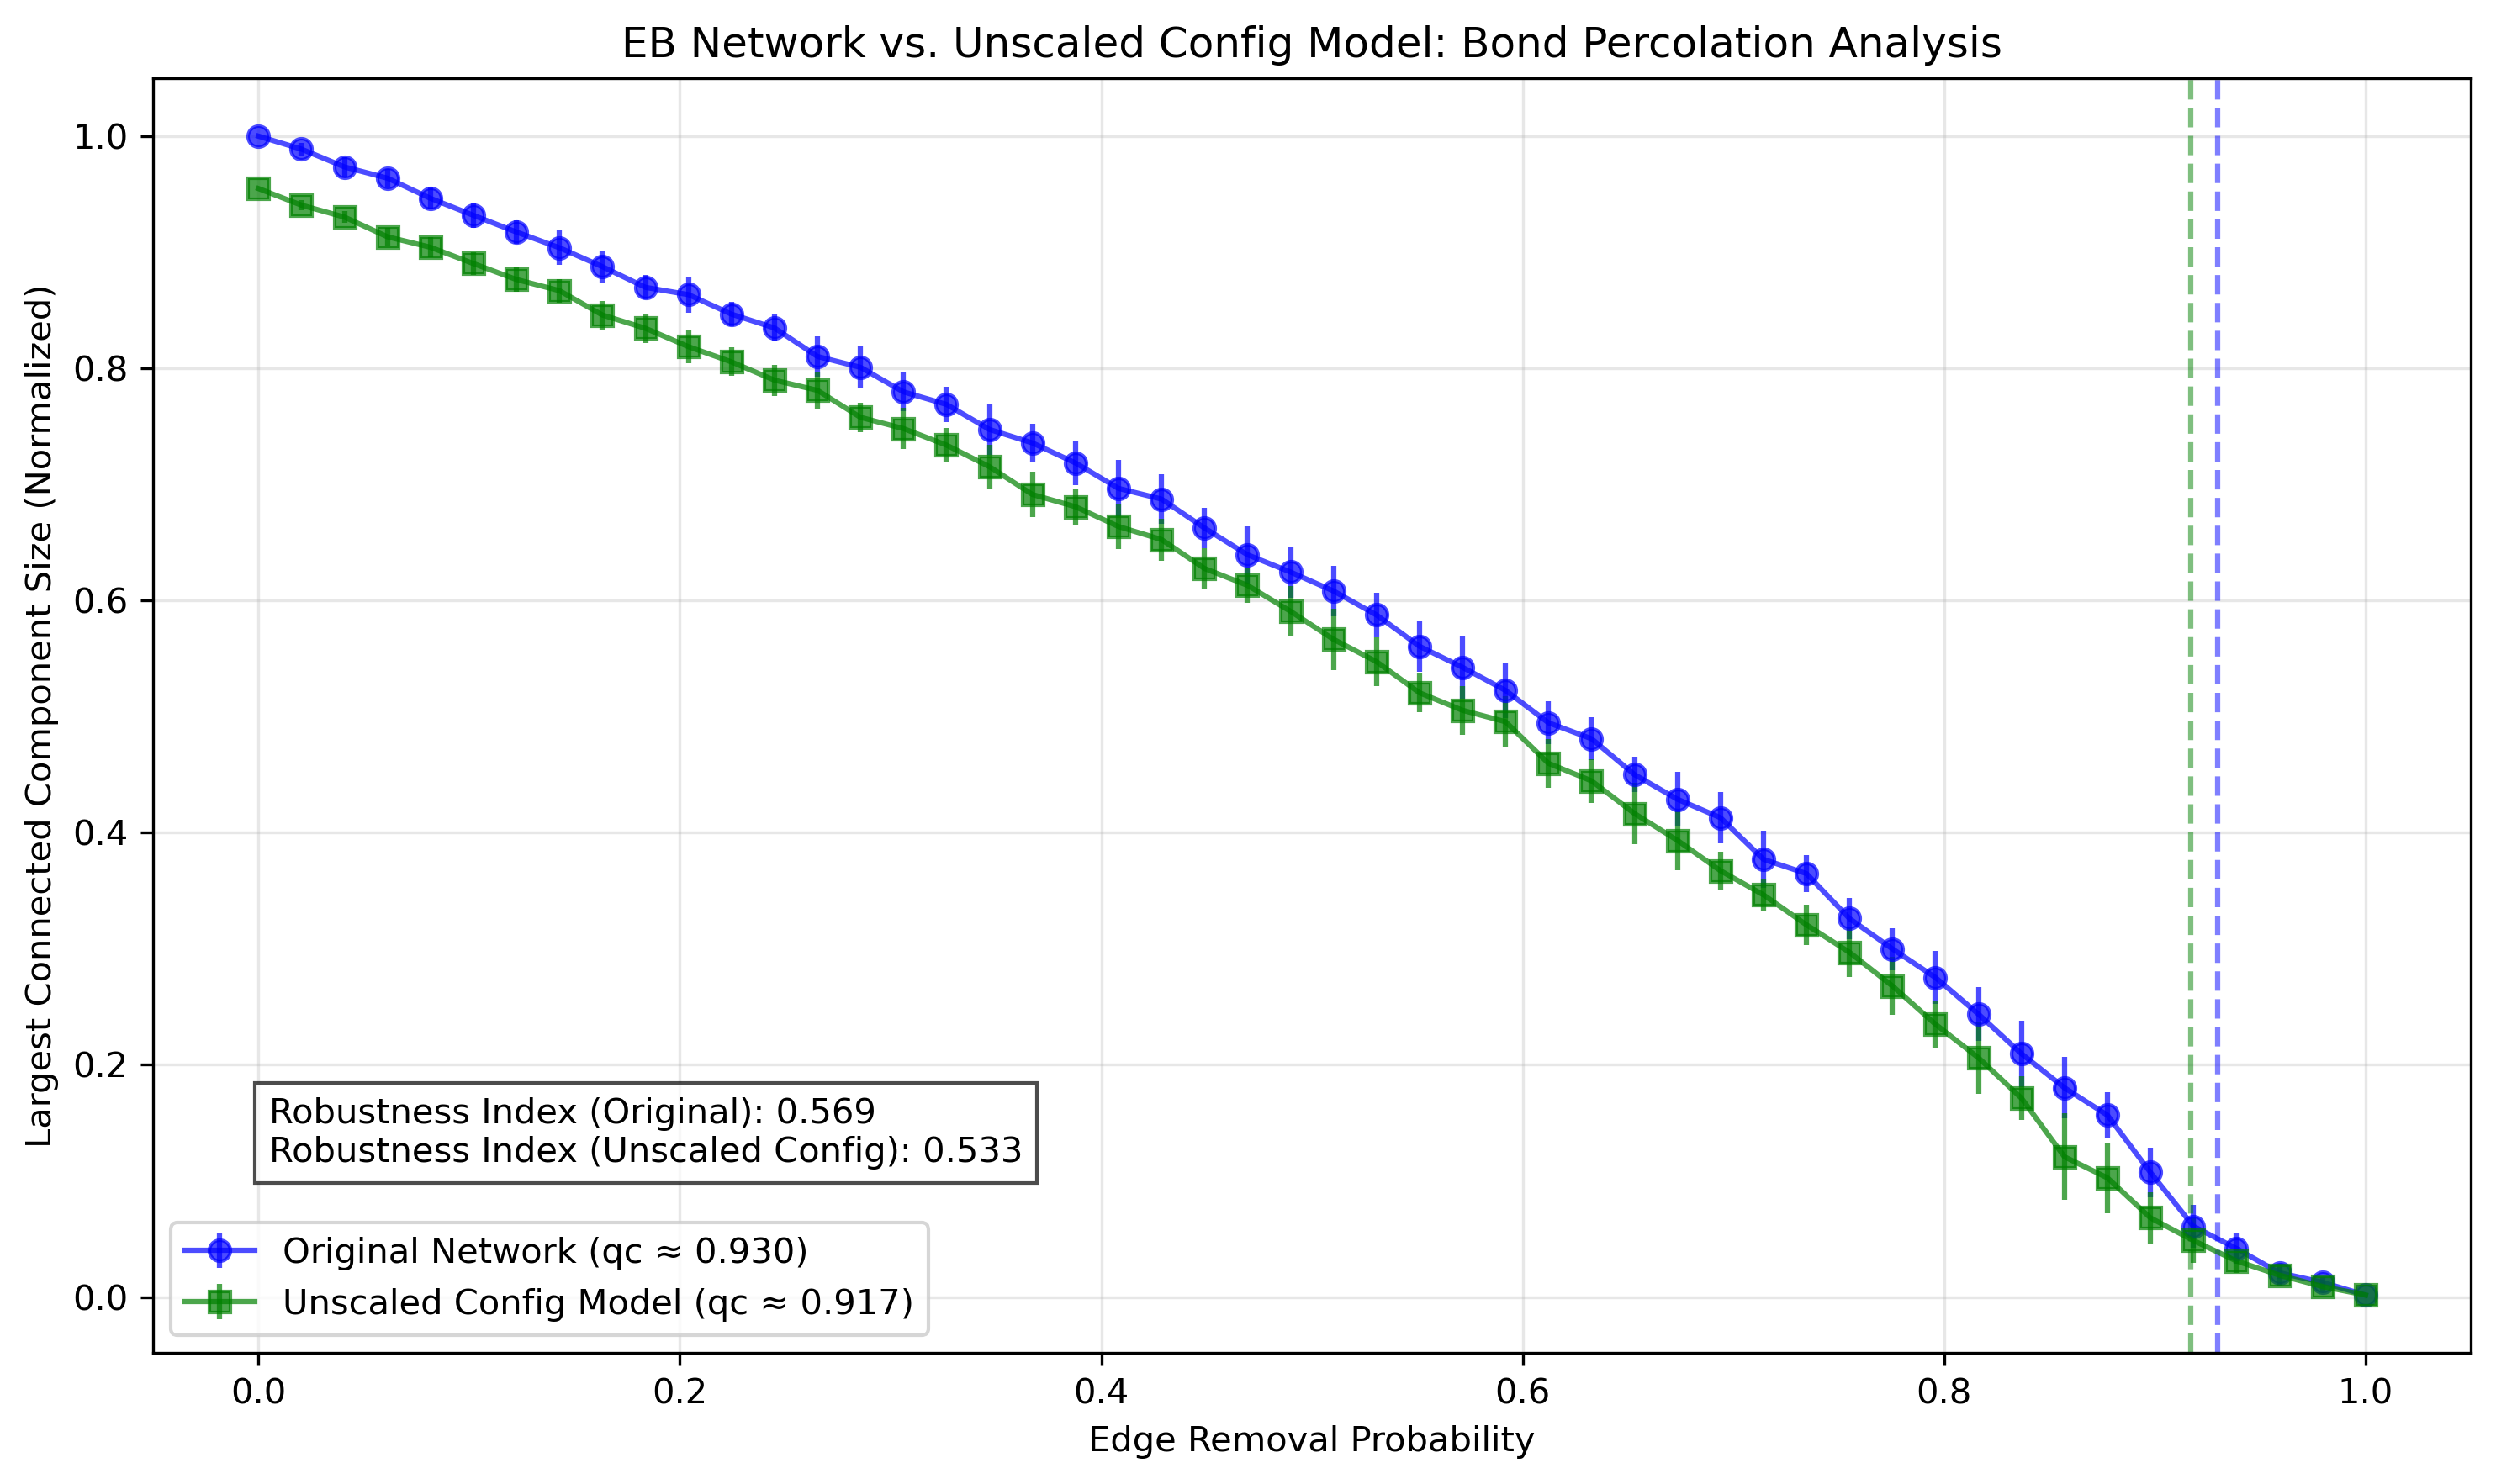 EB Network vs. Unscaled Config Model: Bond Percolation Analysis
Largest Connected Component Size (Normalized)
1.0
0.8
0.6
0.4
0.2
0.0
Robustness Index (Original): 0.569
Robustness Index (Unscaled Config): 0.533
Original Network (qc ≈ 0.930)
Unscaled Config Model (qc ≈ 0.917)
0.0 0.2 0.4 0.6 0.8 1.0
Edge Removal Probability